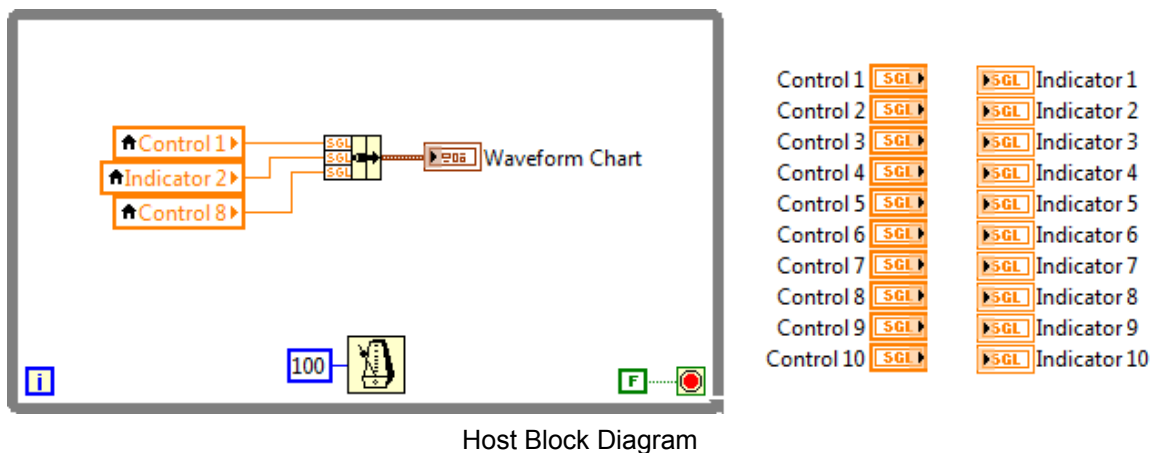 Control 1
SGL
Indicator 2
SGL
Control 8
SGL
Waveform Chart
100
i
F
Control 1 SGL
Control 2 SGL
Control 3 SGL
Control 4 SGL
Control 5 SGL
Control 6 SGL
Control 7 SGL
Control 8 SGL
Control 9 SGL
Control 10 SGL
SGL Indicator 1
SGL Indicator 2
SGL Indicator 3
SGL Indicator 4
SGL Indicator 5
SGL Indicator 6
SGL Indicator 7
SGL Indicator 8
SGL Indicator 9
SGL Indicator 10
Host Block Diagram